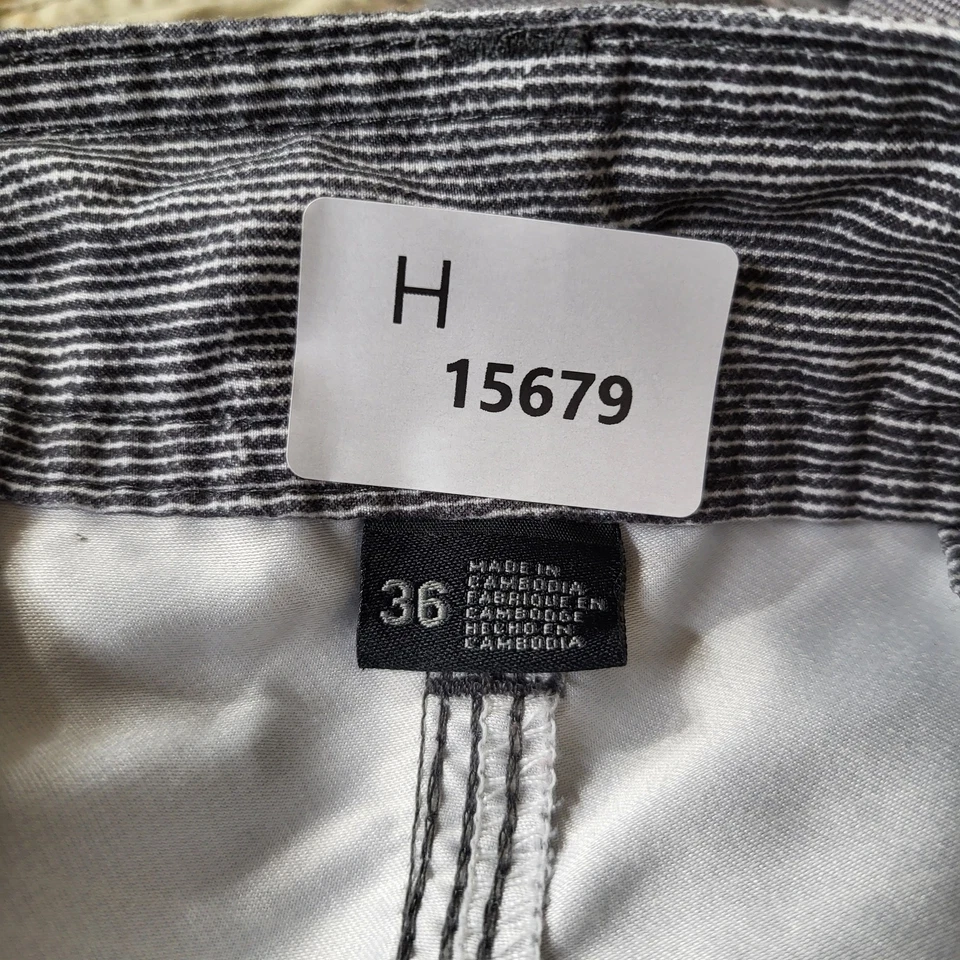 H
15679
36
MADE IN
CAMBODIA
FABRIQUE EN
CAMBODGE
HECHO EN
CAMBODIA